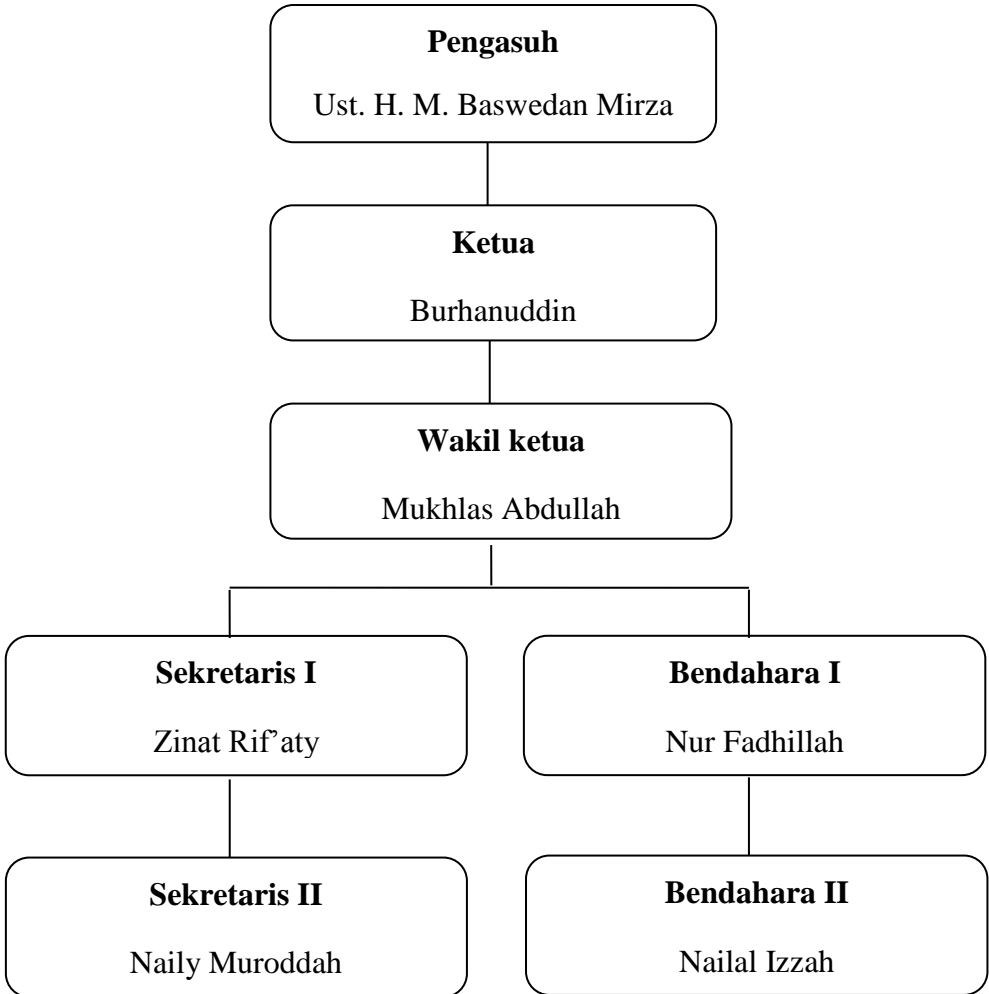 Pengasuh
Ust. H. M. Baswedan Mirza
Ketua
Burhanuddin
Wakil ketua
Mukhlas Abdullah
Sekretaris I
Zinat Rif’aty
Bendahara I
Nur Fadhillah
Sekretaris II
Naily Muroddah
Bendahara II
Nailal Izzah